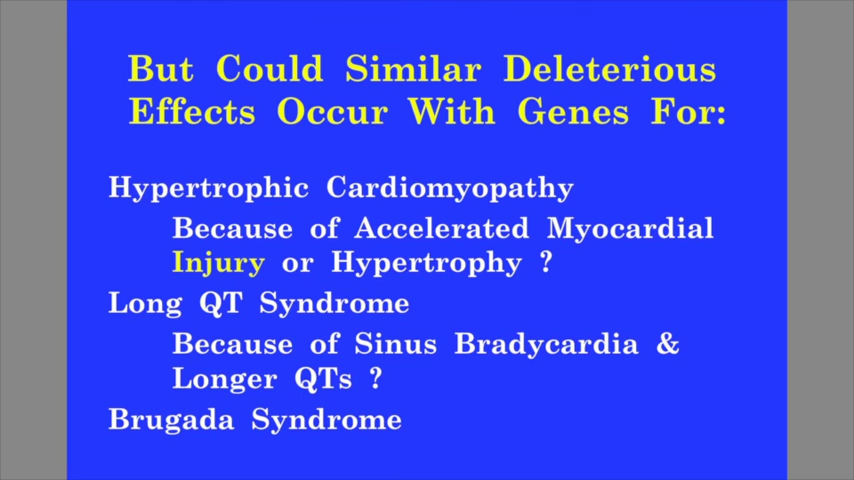 But Could Similar Deleterious
Effects Occur With Genes For:
Hypertrophic Cardiomyopathy
Because of Accelerated Myocardial
Injury or Hypertrophy ?
Long QT Syndrome
Because of Sinus Bradycardia &
Longer QTs ?
Brugada Syndrome